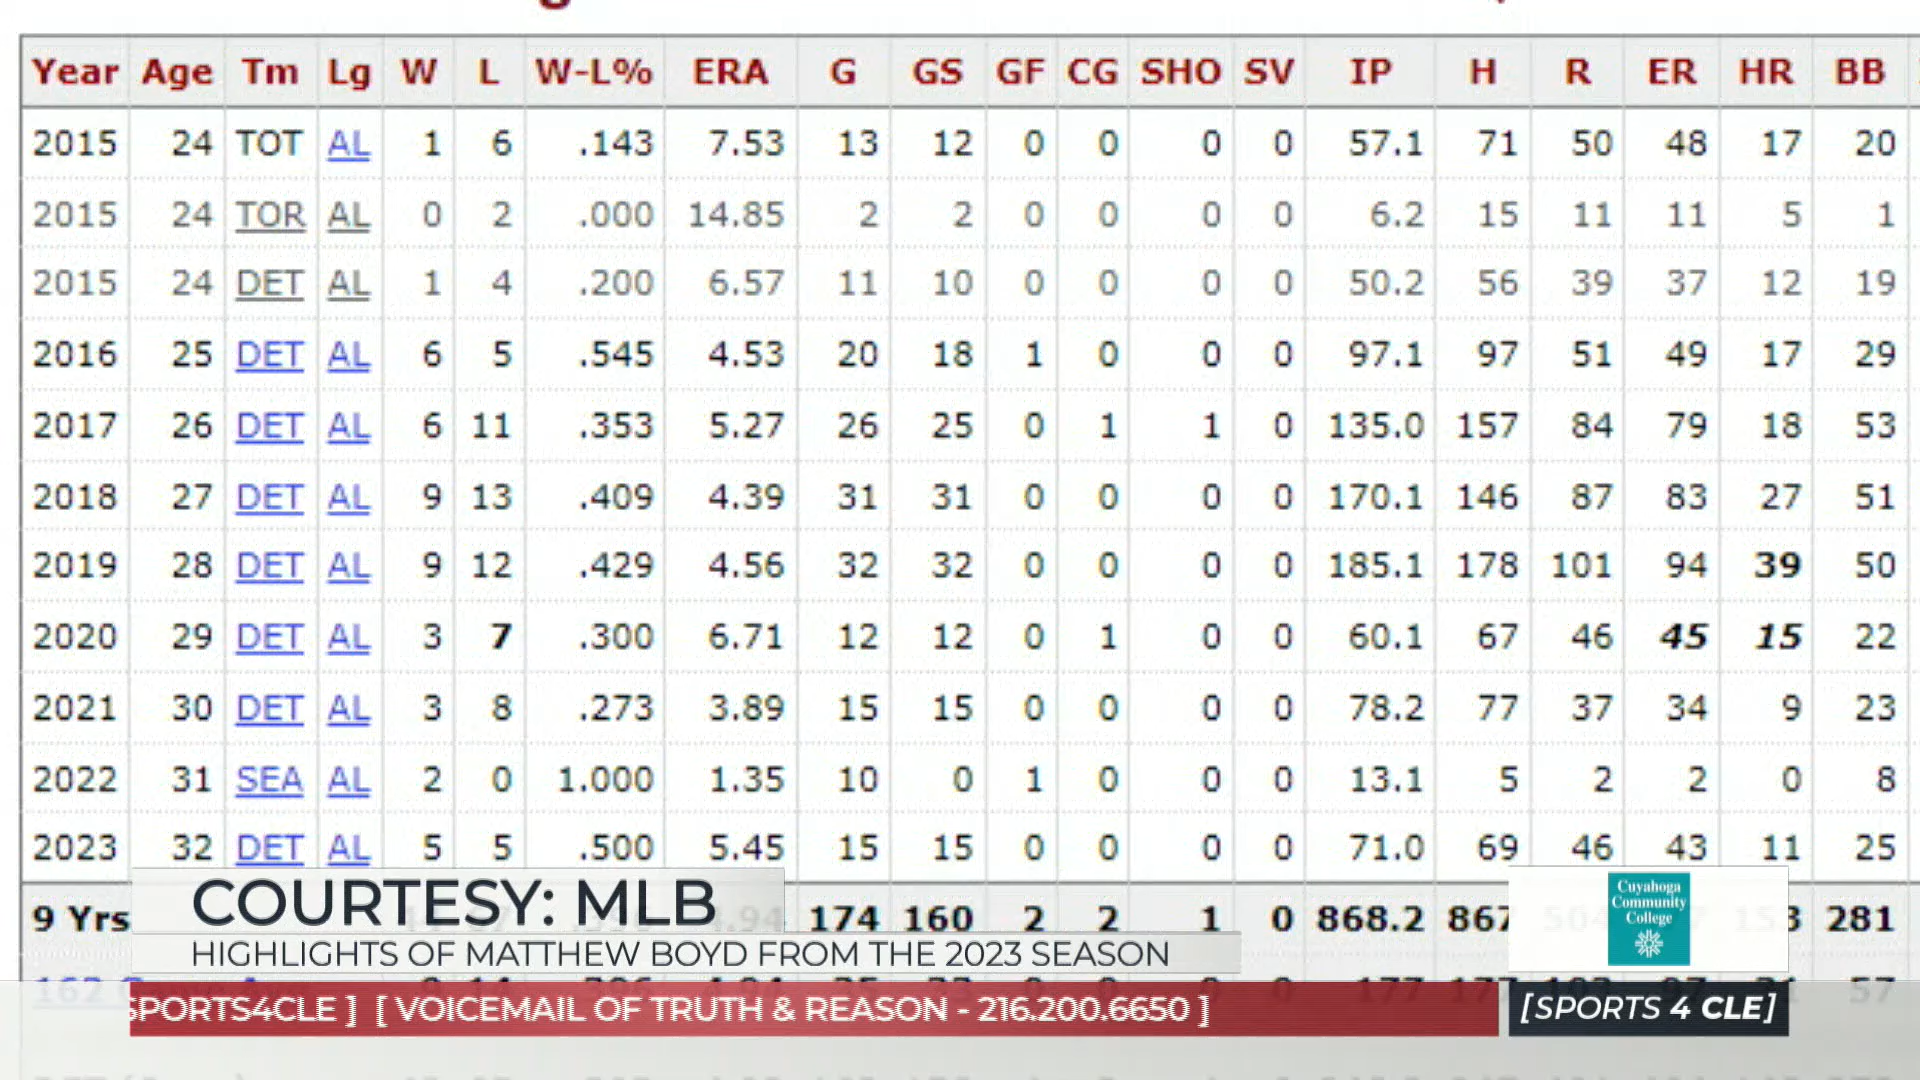 Year Age Tm Lg W L W-L% ERA G GS GF CG SHO SV IP H R ER HR BB
2015 24 TOT AL 1 6 .143 7.53 13 12 0 0 0 0 57.1 71 50 48 17 20
2015 24 TOR AL 0 2 .000 14.85 2 2 0 0 0 0 6.2 15 11 11 5 1
2015 24 DET AL 1 4 .200 6.57 11 10 0 0 0 0 50.2 56 39 37 12 19
2016 25 DET AL 6 5 .545 4.53 20 18 1 0 0 0 97.1 97 51 49 17 29
2017 26 DET AL 6 11 .353 5.27 26 25 0 1 1 0 135.0 157 84 79 18 53
2018 27 DET AL 9 13 .409 4.39 31 31 0 0 0 0 170.1 146 87 83 27 51
2019 28 DET AL 9 12 .429 4.56 32 32 0 0 0 0 185.1 178 101 94 39 50
2020 29 DET AL 3 7 .300 6.71 12 12 0 1 0 0 60.1 67 46 45 15 22
2021 30 DET AL 3 8 .273 3.89 15 15 0 0 0 0 78.2 77 37 34 9 23
2022 31 SEA AL 2 0 1.000 1.35 10 0 1 0 0 0 13.1 5 2 2 0 8
2023 32 DET AL 5 5 .500 5.45 15 15 0 0 0 0 71.0 69 46 43 11 25
9 Yrs 174 160 2 2 1 0 868.2 867 281
COURTESY: MLB
HIGHLIGHTS OF MATTHEW BOYD FROM THE 2023 SEASON
Cuyahoga
Community
College
162 177 177 57
SPORTS4CLE ] [ VOICEMAIL OF TRUTH & REASON - 216.200.6650 ]
[SPORTS 4 CLE]